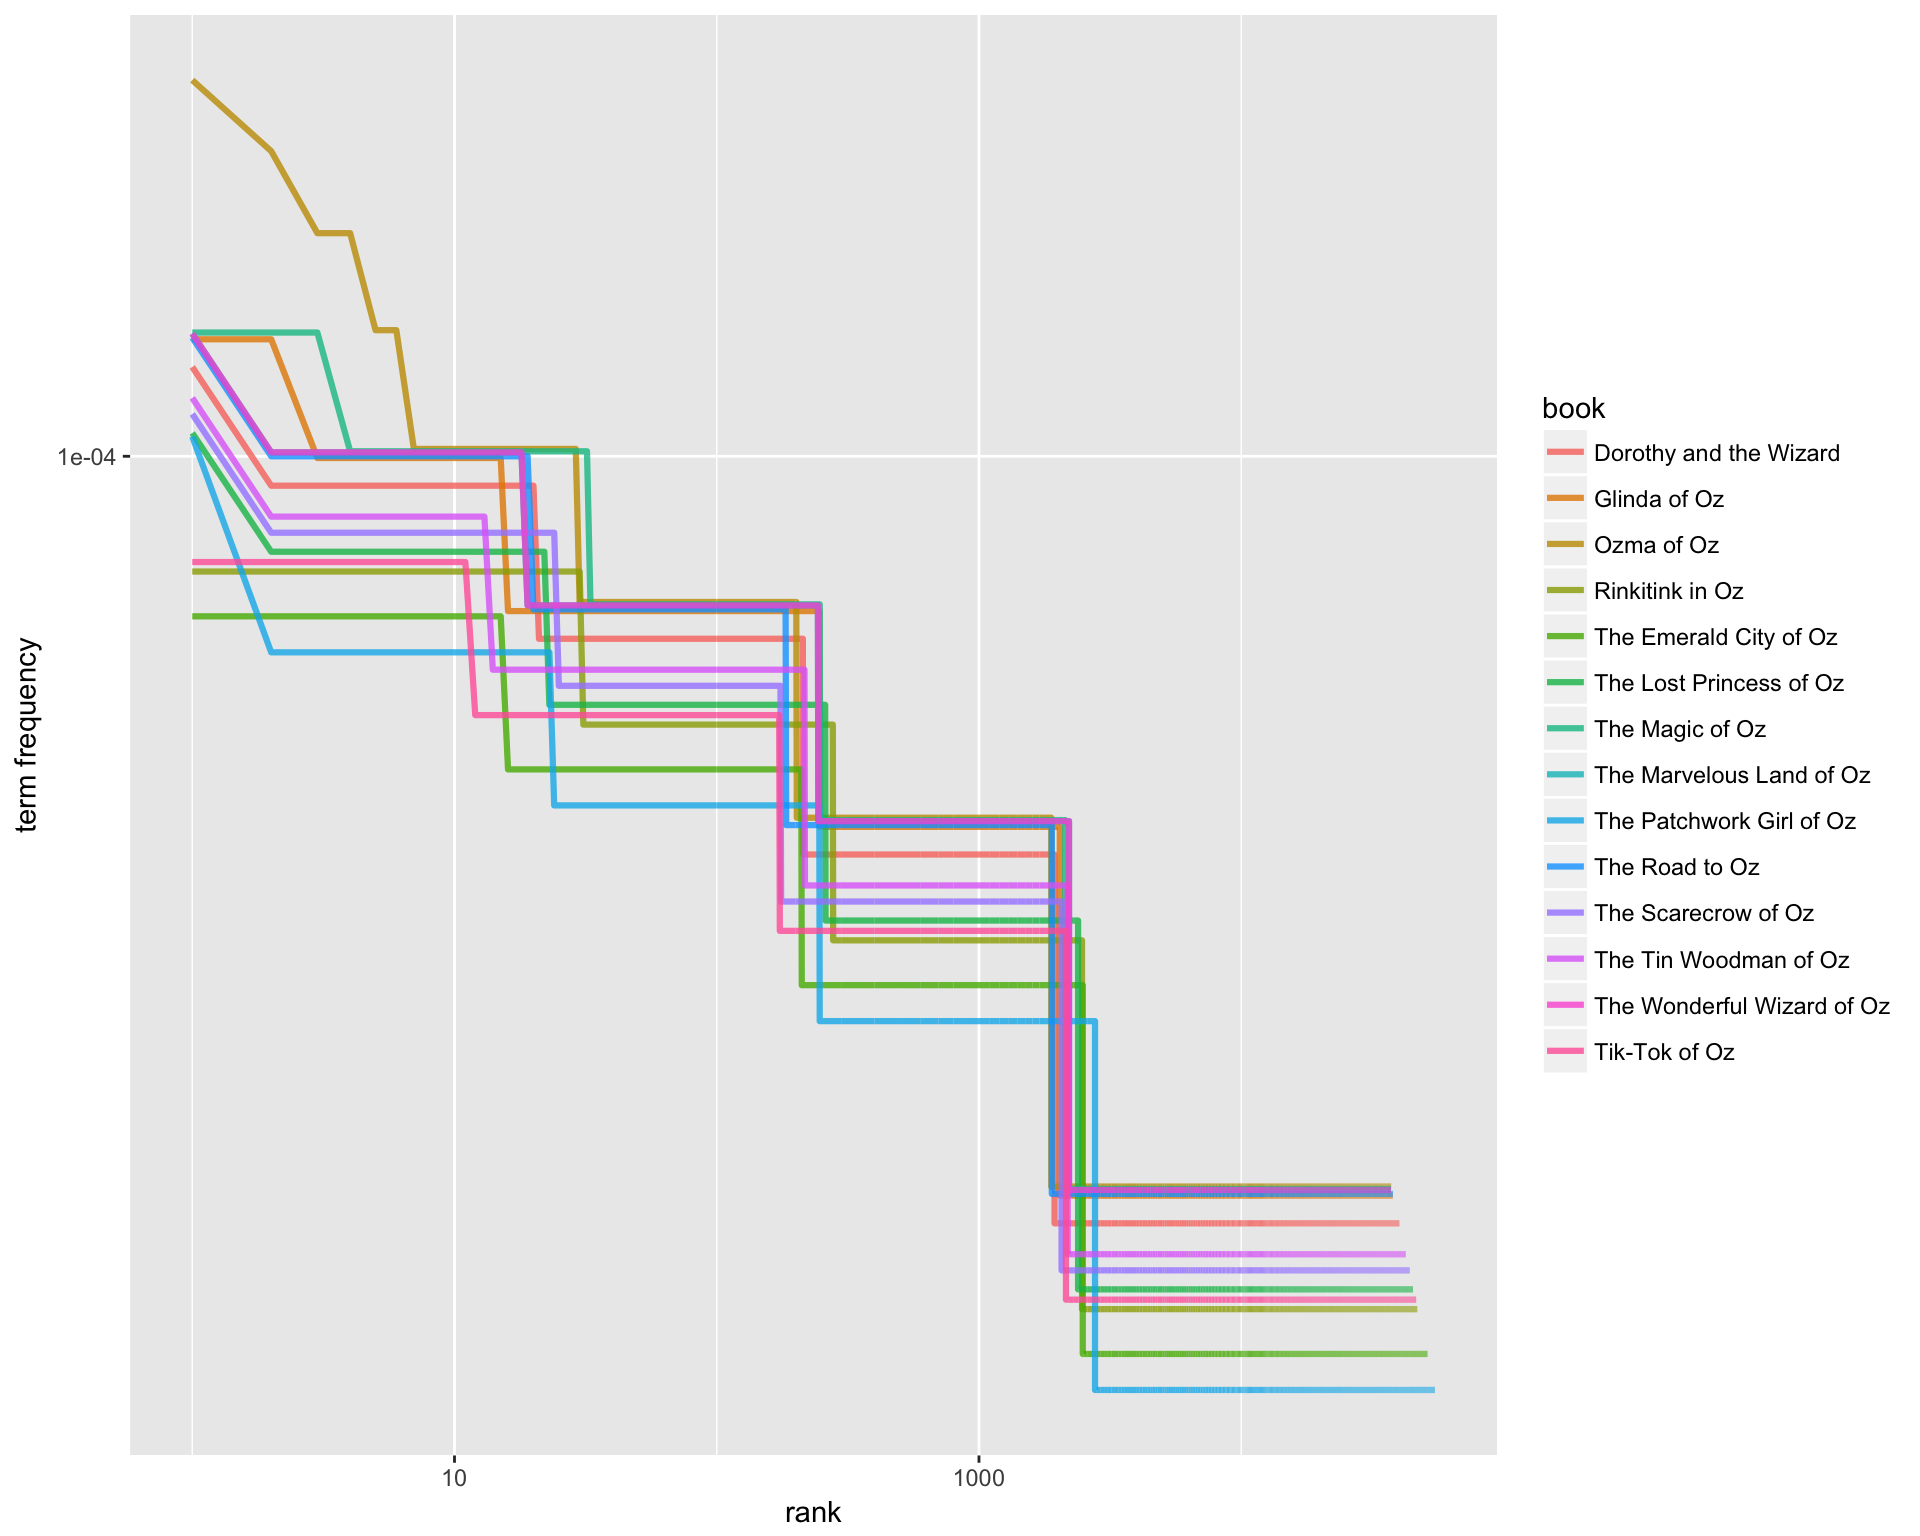 term frequency
1e-04
10
1000
rank
book
Dorothy and the Wizard
Glinda of Oz
Ozma of Oz
Rinkitink in Oz
The Emerald City of Oz
The Lost Princess of Oz
The Magic of Oz
The Marvelous Land of Oz
The Patchwork Girl of Oz
The Road to Oz
The Scarecrow of Oz
The Tin Woodman of Oz
The Wonderful Wizard of Oz
Tik-Tok of Oz